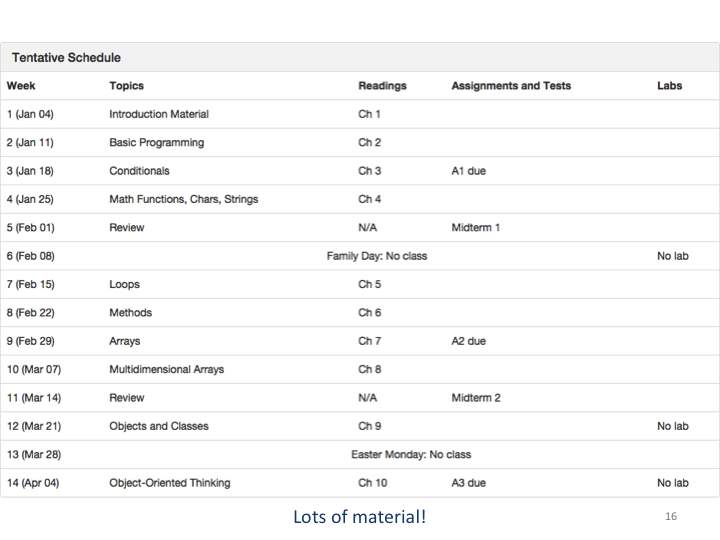 Tentative Schedule
Week Topics Readings Assignments and Tests Labs
1 (Jan 04) Introduction Material Ch 1
2 (Jan 11) Basic Programming Ch 2
3 (Jan 18) Conditionals Ch 3 A1 due
4 (Jan 25) Math Functions, Chars, Strings Ch 4
5 (Feb 01) Review N/A Midterm 1
6 (Feb 08) Family Day: No class No lab
7 (Feb 15) Loops Ch 5
8 (Feb 22) Methods Ch 6
9 (Feb 29) Arrays Ch 7 A2 due
10 (Mar 07) Multidimensional Arrays Ch 8
11 (Mar 14) Review N/A Midterm 2
12 (Mar 21) Objects and Classes Ch 9 No lab
13 (Mar 28) Easter Monday: No class
14 (Apr 04) Object-Oriented Thinking Ch 10 A3 due No lab
Lots of material!
16